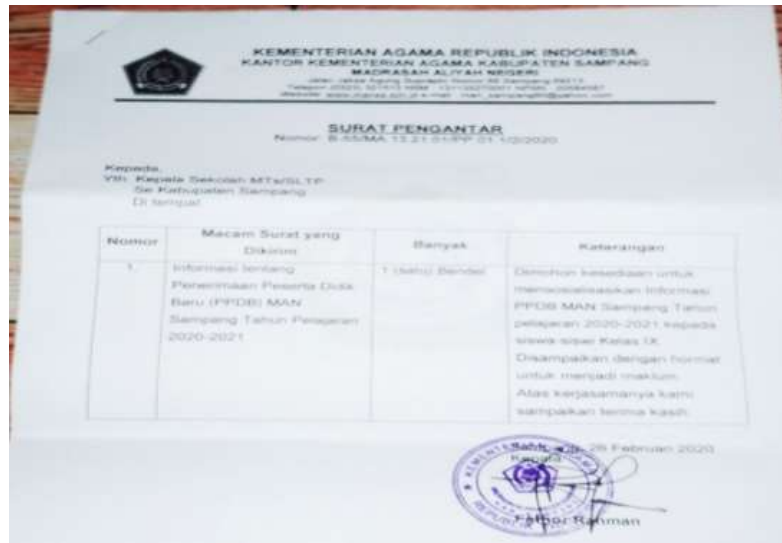 KEMENTERIAN AGAMA REPUBLIK INDONESIA
KANTOR KEMENTERIAN AGAMA KABUPATEN SAMPANG
MADRASAH ALIYAH NEGERI
SURAT PENGANTAR
Nomor:
Kepada,
Yth. Kepala Sekolah MTs/SLTP
Se Kabupaten Sampang
Di tempat
Nomor
Macam Surat yang
Dikirim
Banyak
Keterangan
1.
Informasi tentang
Penerimaan Peserta Didik
Baru (PPDB) MAN
Sampang Tahun Pelajaran
2020-2021
1 (satu) Bendel
Dimohon kesediaan untuk
mensosialisasikan Informasi
PPDB MAN Sampang Tahun
pelajaran 2020-2021 kepada
siswa siswi Kelas IX.
Disampaikan dengan hormat
untuk menjadi maklum.
Atas kerjasamanya kami
sampaikan terima kasih.
Februari 2020
Kepala
Rahman